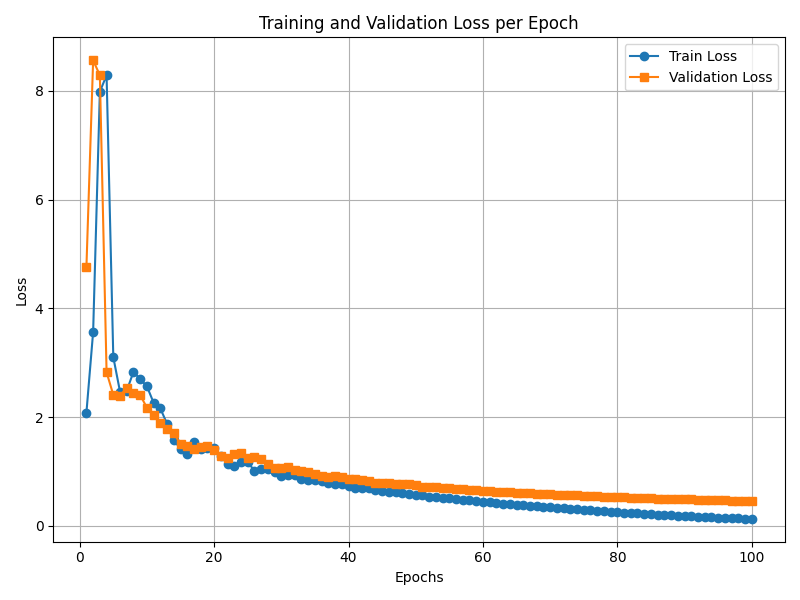 Training and Validation Loss per Epoch
Train Loss
Validation Loss
8
6
4
2
0
Loss
0 20 40 60 80 100
Epochs